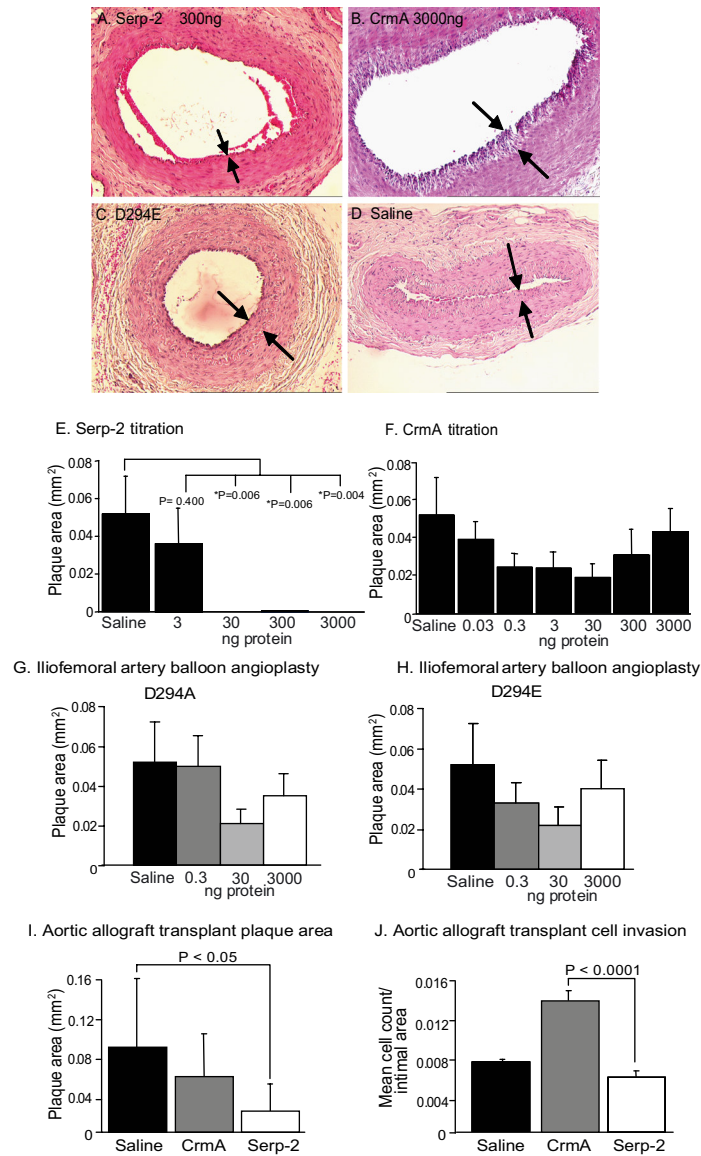 A. Serp-2 300ng
B. CrmA 3000ng
C D294E
D Saline
E. Serp-2 titration
P= 0.400 *P=0.006 *P=0.006 *P=0.004
Plaque area (mm²)
0.08
0.06
0.04
0.02
0
Saline 3 30 300 3000
ng protein
F. CrmA titration
Plaque area (mm²)
0.08
0.06
0.04
0.02
0
Saline 0.03 0.3 3 30 300 3000
ng protein
G. Iliofemoral artery balloon angioplasty
D294A
Plaque area (mm²)
0.08
0.06
0.04
0.02
0
Saline 0.3 30 3000
ng protein
H. Iliofemoral artery balloon angioplasty
D294E
Plaque area (mm²)
0.08
0.06
0.04
0.02
0
Saline 0.3 30 3000
ng protein
I. Aortic allograft transplant plaque area
P < 0.05
Plaque area (mm²)
0.16
0.12
0.08
0.04
0
Saline CrmA Serp-2
J. Aortic allograft transplant cell invasion
P < 0.0001
Mean cell count/
intimal area
0.016
0.012
0.008
0.004
0
Saline CrmA Serp-2